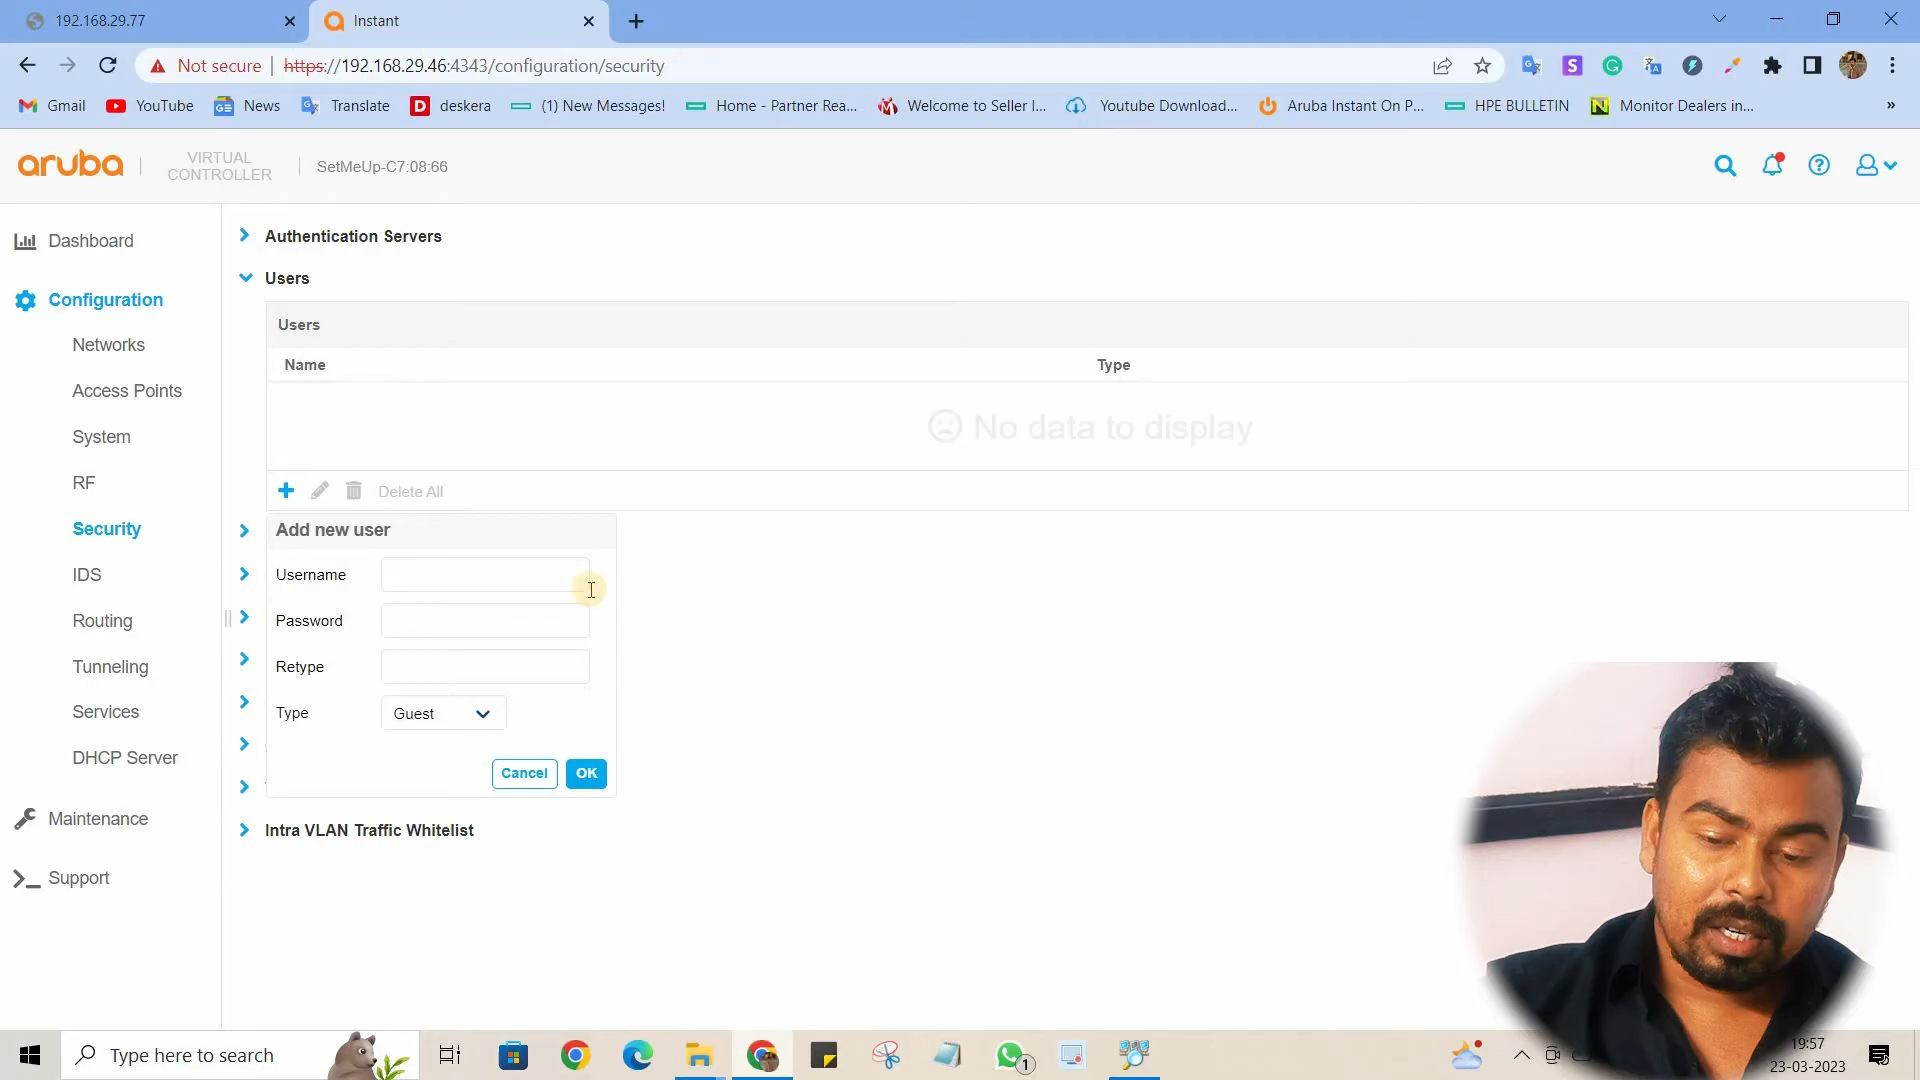 192.168.29.77
Instant
Not secure
https://192.168.29.46:4343/configuration/security
Gmail
YouTube
News
Translate
deskera
(1) New Messages!
Home - Partner Rea...
Welcome to Seller I...
Youtube Download...
Aruba Instant On P...
HPE BULLETIN
Monitor Dealers in...
»
aruba
VIRTUAL
CONTROLLER
SetMeUp-C7:08:66
Dashboard
Configuration
Networks
Access Points
System
RF
Security
IDS
Routing
Tunneling
Services
DHCP Server
Maintenance
Support
Authentication Servers
Users
Users
Name
Type
No data to display
Delete All
Add new user
Username
Password
Retype
Type
Guest
Cancel
OK
Intra VLAN Traffic Whitelist
Type here to search
1
19:57
23-03-2023